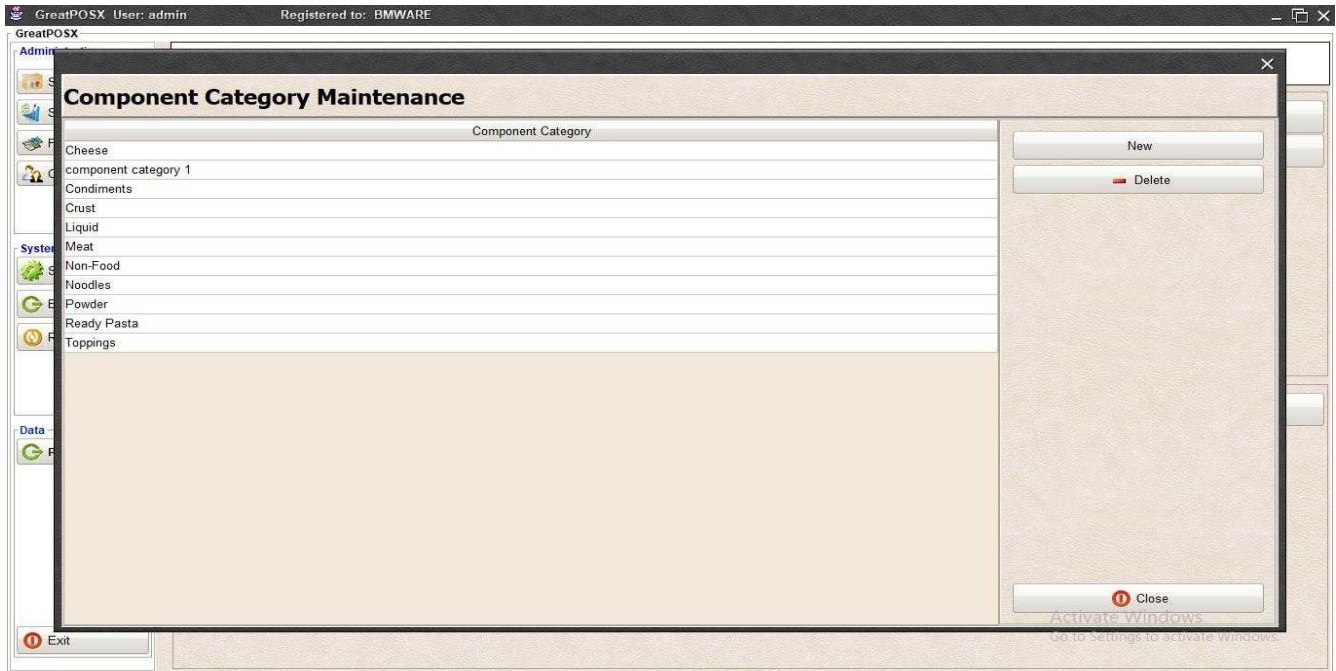 GreatPOSX User: admin Registered to: BMWARE
GreatPOSX
Component Category Maintenance
Component Category
Cheese
component category 1
Condiments
Crust
Liquid
Meat
Non-Food
Noodles
Powder
Ready Pasta
Toppings
New
Delete
Close
Data
Exit
Activate Windows
Go to Settings to activate Windows.